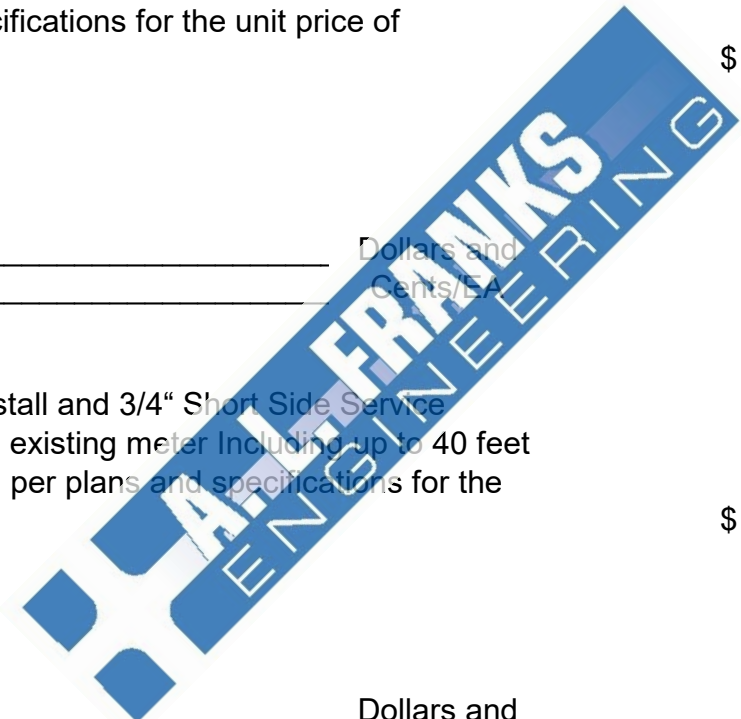 cifications for the unit price of
$
Dollars and
Cents/EA
stall and 3/4“ Short Side Service
existing meter Including up to 40 feet
per plans and specifications for the
$
Dollars and
A.L. FRANKS
ENGINEERING